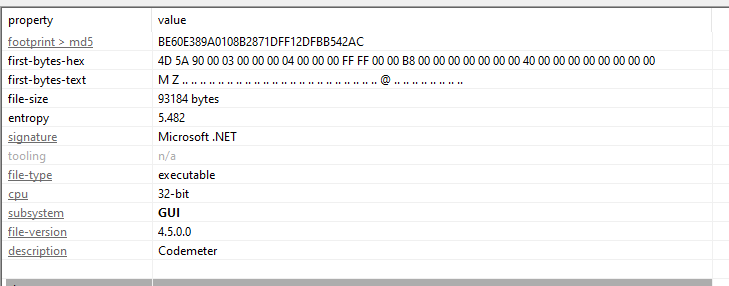 property value
footprint > md5 BE60E389A0108B2871DFF12DFBB542AC
first-bytes-hex 4D 5A 90 00 03 00 00 00 04 00 00 00 FF FF 00 00 B8 00 00 00 00 00 00 00 40 00 00 00 00 00 00 00
first-bytes-text M Z .. .. .. .. .. .. .. .. .. .. .. .. .. .. .. .. .. .. .. .. .. .. @ .. .. .. .. .. .. ..
file-size 93184 bytes
entropy 5.482
signature Microsoft .NET
tooling n/a
file-type executable
cpu 32-bit
subsystem GUI
file-version 4.5.0.0
description Codemeter